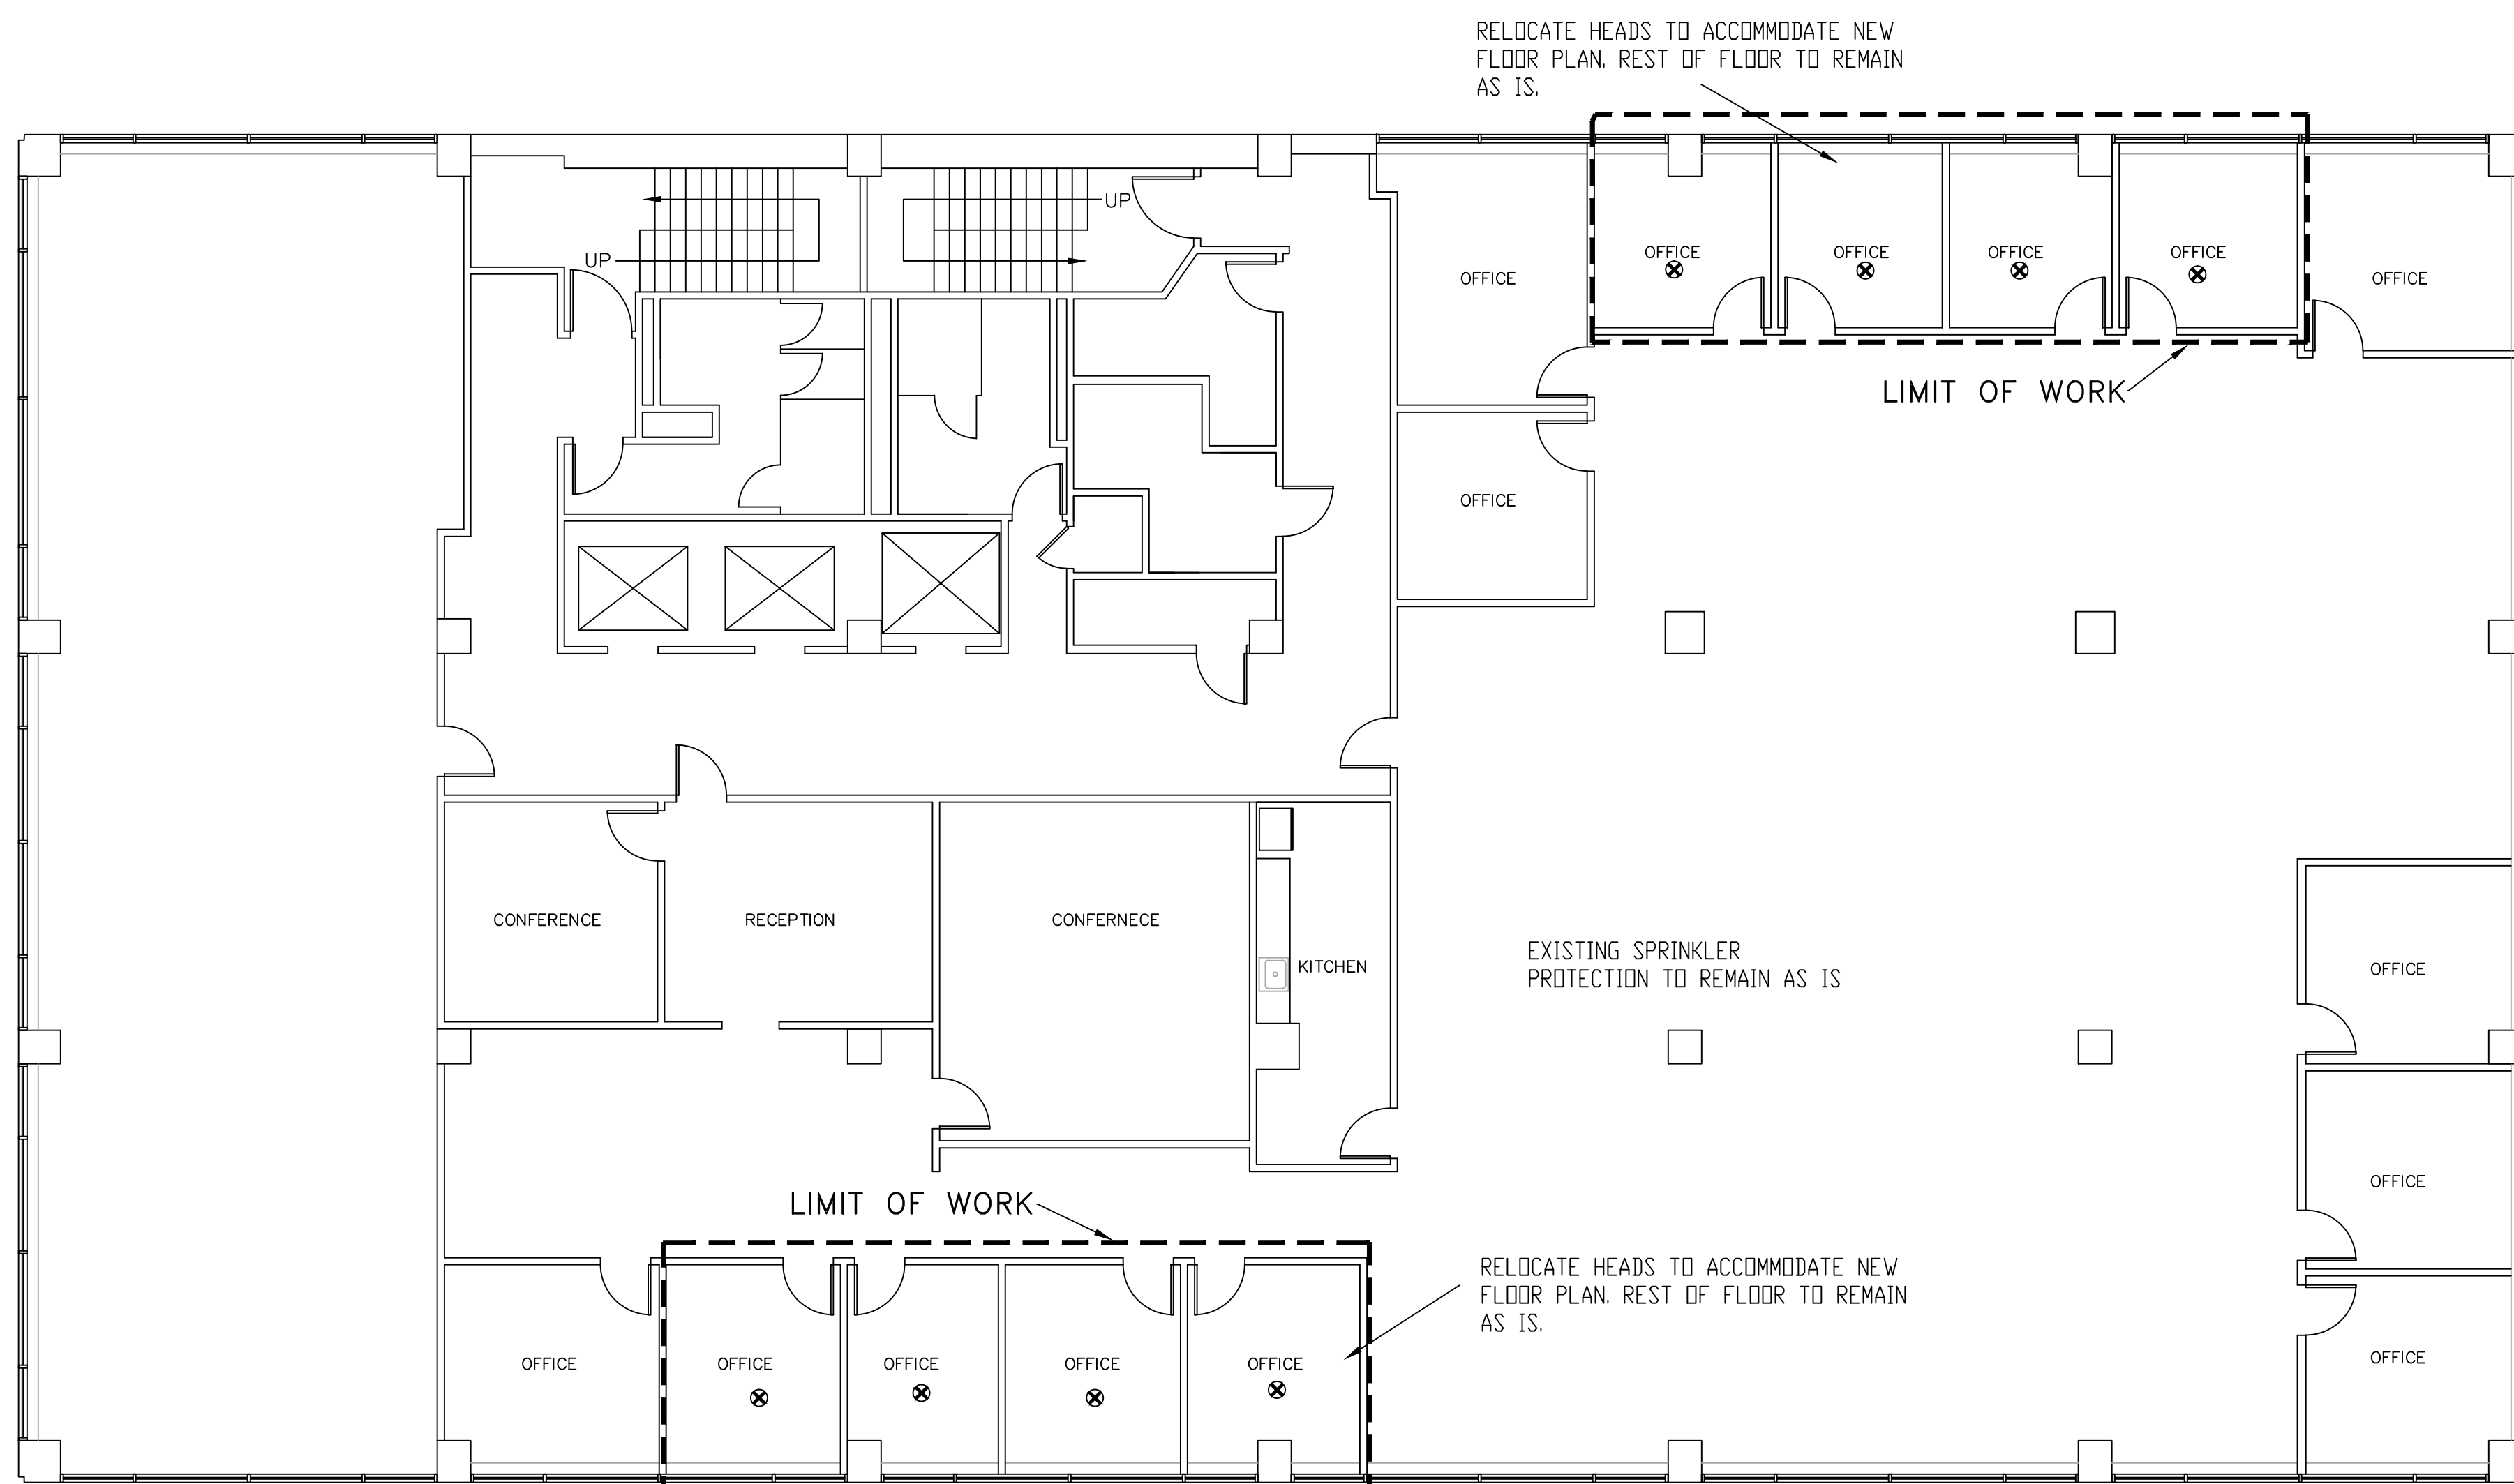 RELOCATE HEADS TO ACCOMMODATE NEW
FLOOR PLAN. REST OF FLOOR TO REMAIN
AS IS.
UP
UP
OFFICE
OFFICE
OFFICE
OFFICE
OFFICE
OFFICE
LIMIT OF WORK
OFFICE
CONFERENCE
RECEPTION
CONFERNECE
KITCHEN
EXISTING SPRINKLER
PROTECTION TO REMAIN AS IS
OFFICE
OFFICE
LIMIT OF WORK
RELOCATE HEADS TO ACCOMMODATE NEW
FLOOR PLAN. REST OF FLOOR TO REMAIN
AS IS.
OFFICE
OFFICE
OFFICE
OFFICE
OFFICE
OFFICE